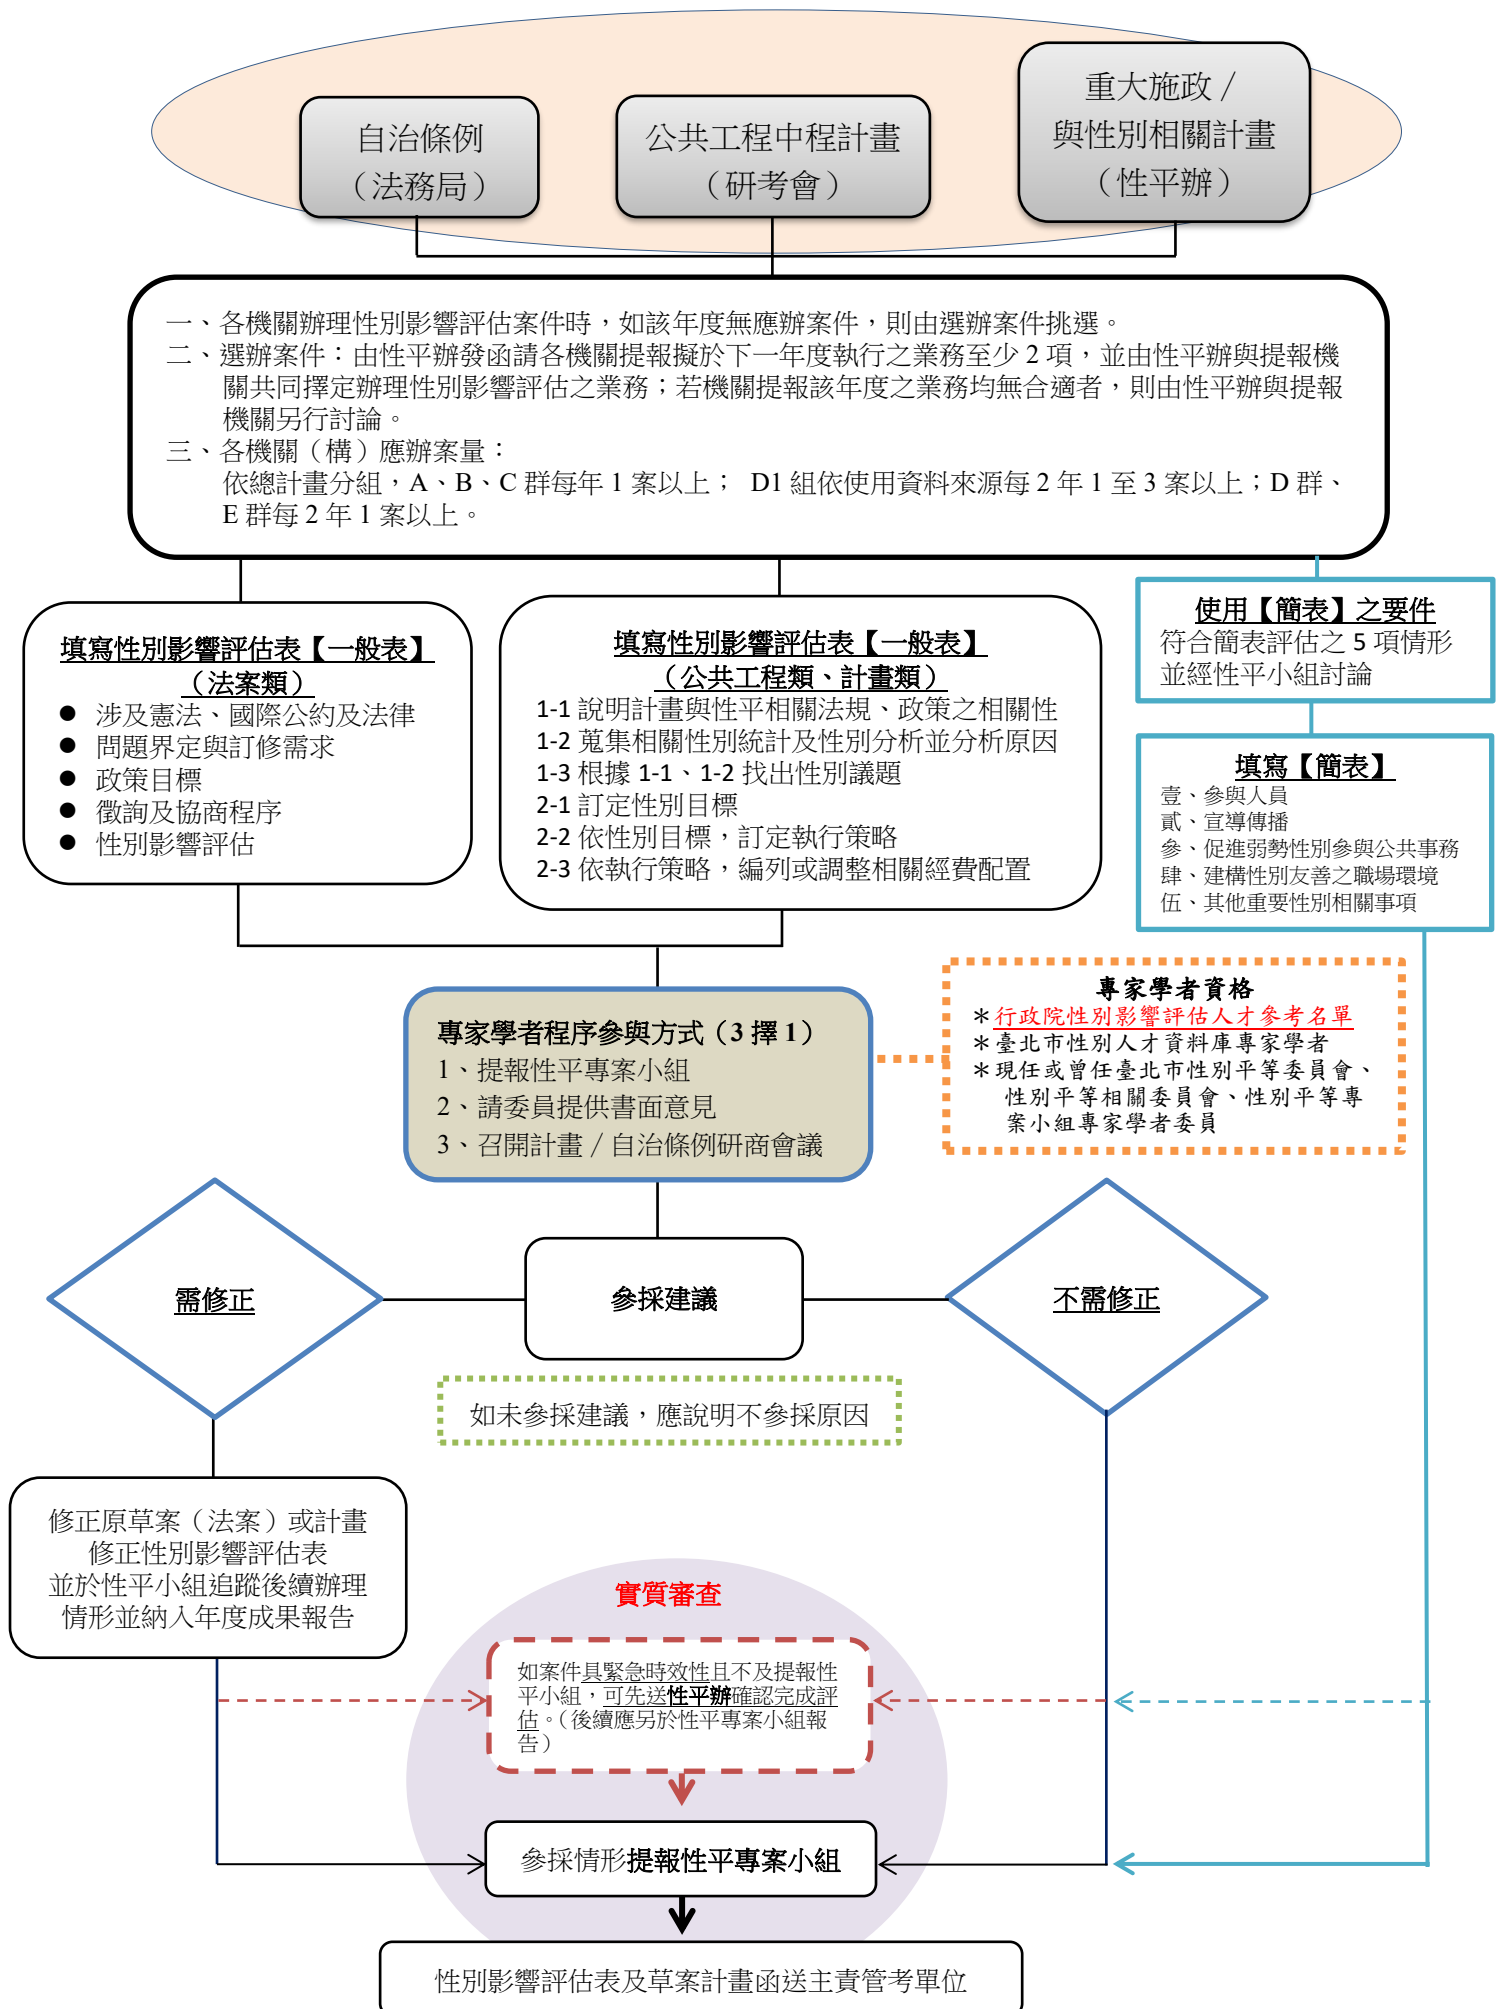 自治條例
（法務局）
公共工程中程計畫
（研考會）
重大施政／
與性別相關計畫
（性平辦）
一、各機關辦理性別影響評估案件時，如該年度無應辦案件，則由選辦案件挑選。
二、選辦案件：由性平辦發函請各機關提報擬於下一年度執行之業務至少 2 項，並由性平辦與提報機
關共同擇定辦理性別影響評估之業務；若機關提報該年度之業務均無合適者，則由性平辦與提報
機關另行討論。
三、各機關（構）應辦案量：
依總計畫分組，A、B、C 群每年 1 案以上； D1 組依使用資料來源每 2 年 1 至 3 案以上；D 群、
E 群每 2 年 1 案以上。
填寫性別影響評估表【一般表】
（法案類）
● 涉及憲法、國際公約及法律
● 問題界定與訂修需求
● 政策目標
● 徵詢及協商程序
● 性別影響評估
填寫性別影響評估表【一般表】
（公共工程類、計畫類）
1-1 說明計畫與性平相關法規、政策之相關性
1-2 蒐集相關性別統計及性別分析並分析原因
1-3 根據 1-1、1-2 找出性別議題
2-1 訂定性別目標
2-2 依性別目標，訂定執行策略
2-3 依執行策略，編列或調整相關經費配置
使用【簡表】之要件
符合簡表評估之 5 項情形
並經性平小組討論
填寫【簡表】
壹、參與人員
貳、宣導傳播
參、促進弱勢性別參與公共事務
肆、建構性別友善之職場環境
伍、其他重要性別相關事項
專家學者程序參與方式（3 擇 1）
1、提報性平專案小組
2、請委員提供書面意見
3、召開計畫／自治條例研商會議
專家學者資格
＊行政院性別影響評估人才參考名單
＊臺北市性別人才資料庫專家學者
＊現任或曾任臺北市性別平等委員會、
性別平等相關委員會、性別平等專
案小組專家學者委員
需修正
參採建議
不需修正
如未參採建議，應說明不參採原因
修正原草案（法案）或計畫
修正性別影響評估表
並於性平小組追蹤後續辦理
情形並納入年度成果報告
實質審查
如案件具緊急時效性且不及提報性
平小組，可先送性平辦確認完成評
估。（後續應另於性平專案小組報
告）
參採情形提報性平專案小組
性別影響評估表及草案計畫函送主責管考單位